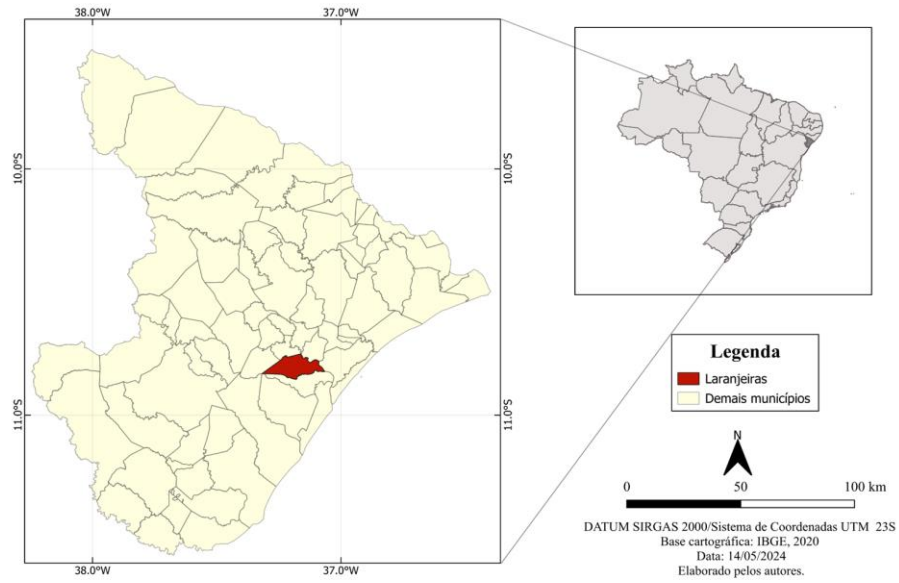 38.0°W 37.0°W
10.0°S 10.0°S
11.0°S 11.0°S
38.0°W 37.0°W
Legenda
Laranjeiras
Demais municípios
N
0 50 100 km
DATUM SIRGAS 2000/Sistema de Coordenadas UTM 23S
Base cartográfica: IBGE, 2020
Data: 14/05/2024
Elaborado pelos autores.